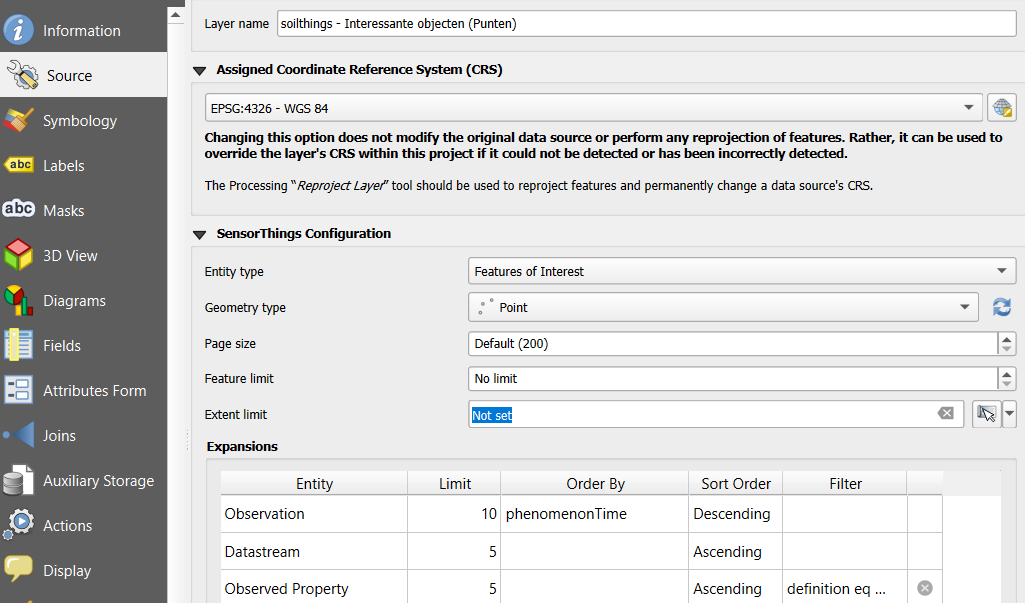 Information
Source
Symbology
abc Labels
abc Masks
3D View
Diagrams
Fields
Attributes Form
Joins
Auxiliary Storage
Actions
Display
Layer name soilthings - Interessante objecten (Punten)
Assigned Coordinate Reference System (CRS)
EPSG:4326 - WGS 84
Changing this option does not modify the original data source or perform any reprojection of features. Rather, it can be used to
override the layer's CRS within this project if it could not be detected or has been incorrectly detected.
The Processing “Reproject Layer” tool should be used to reproject features and permanently change a data source's CRS.
SensorThings Configuration
Entity type Features of Interest
Geometry type Point
Page size Default (200)
Feature limit No limit
Extent limit Not set
Expansions
Entity Limit Order By Sort Order Filter
Observation 10 phenomenonTime Descending
Datastream 5 Ascending
Observed Property 5 Ascending definition eq ...